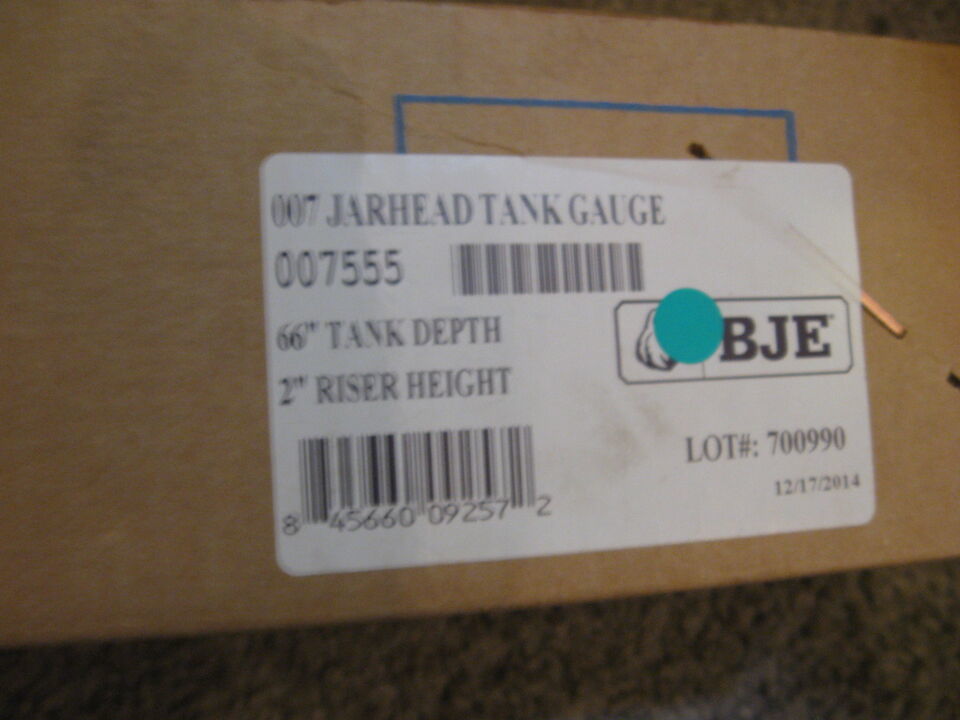 007 JARHEAD TANK GAUGE
007555
66" TANK DEPTH
2" RISER HEIGHT
BJE
LOT#: 700990
12/17/2014
8 45660 09257 2